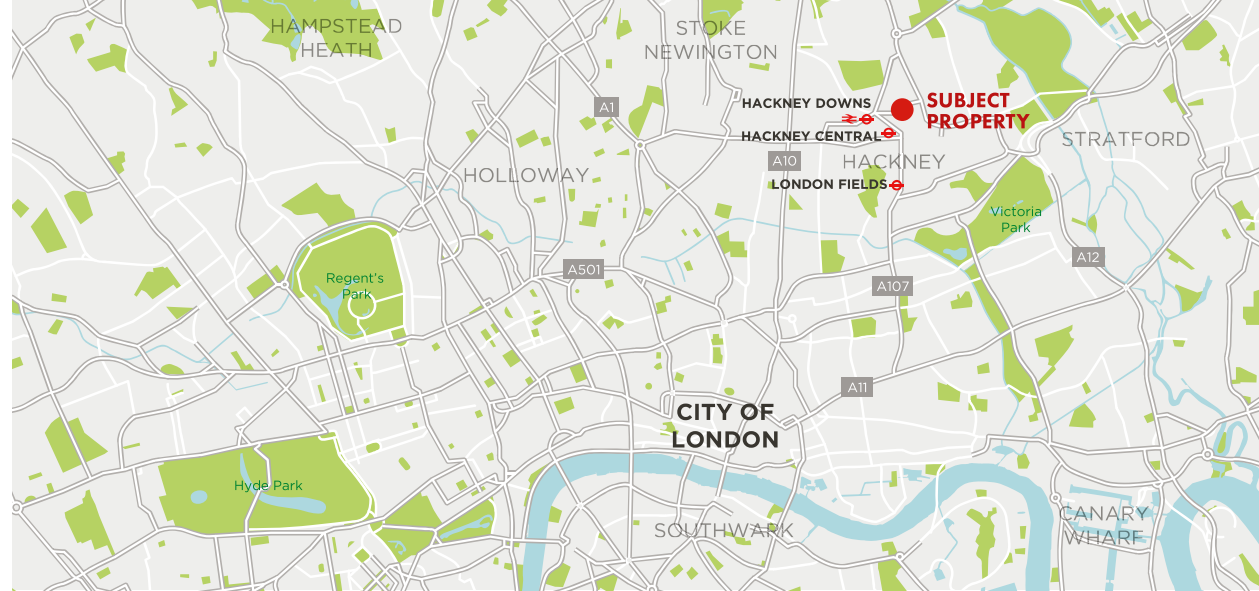 HAMPSTEAD
HEATH
STOKE
NEWINGTON
A1
HACKNEY DOWNS
SUBJECT
PROPERTY
HACKNEY CENTRAL
STRATFORD
A10
HACKNEY
HOLLOWAY
LONDON FIELDS
Victoria
Park
A12
A501
Regent's
Park
A107
A11
CITY OF
LONDON
Hyde Park
SOUTHWARK
CANARY
WHARF